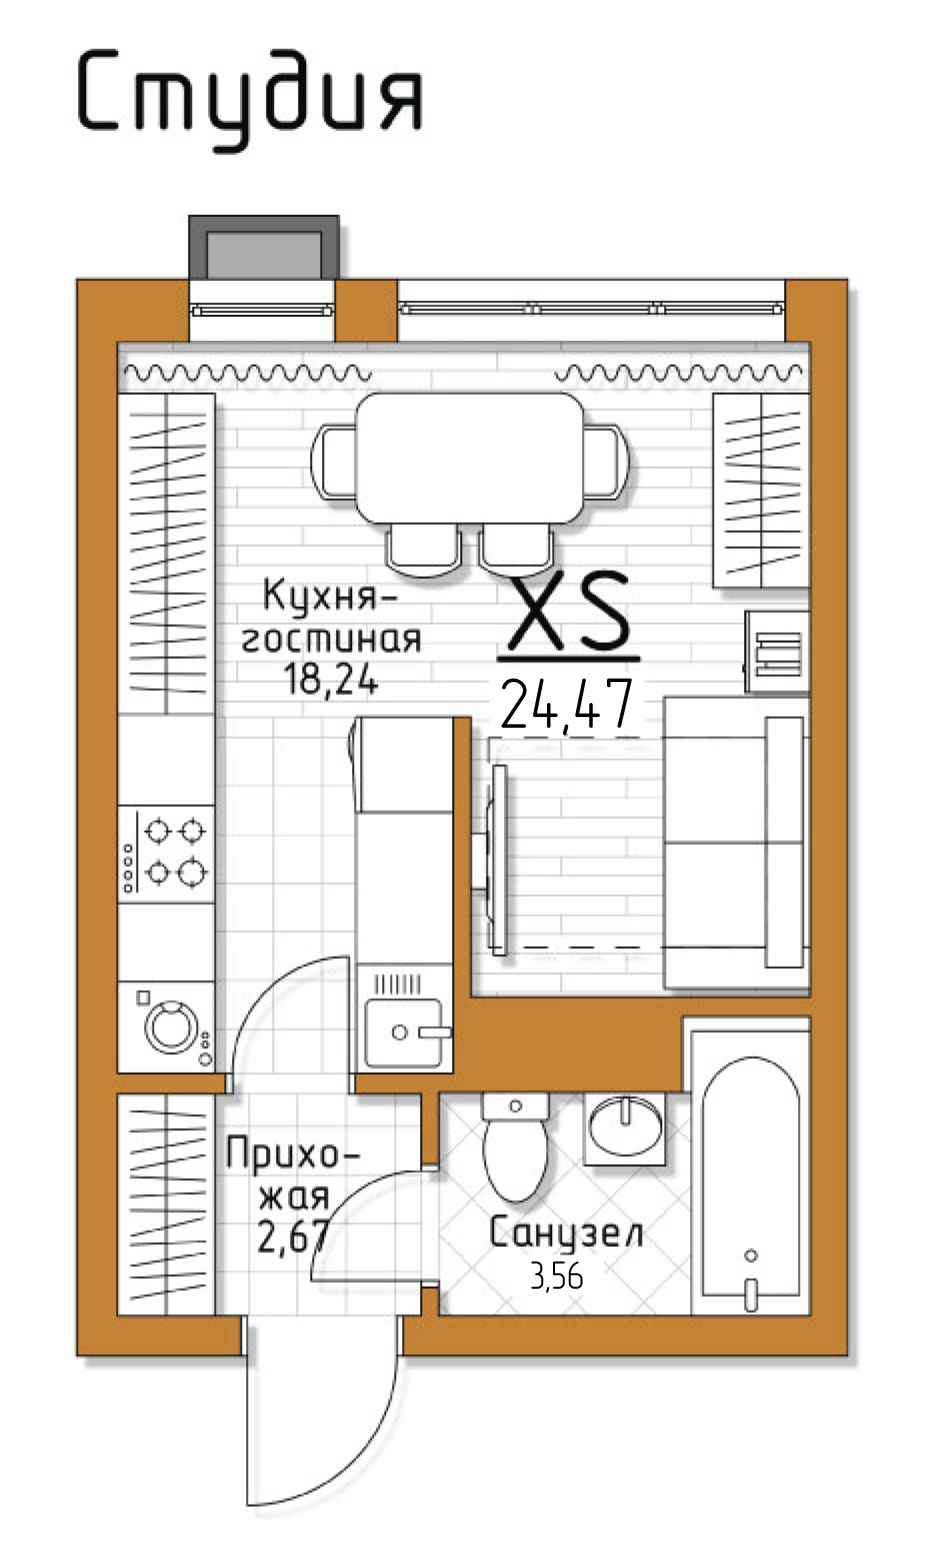 Студия
Кухня-
гостиная
18,24
XS
24,47
Прихо-
жая
2,67
Санузел
3,56